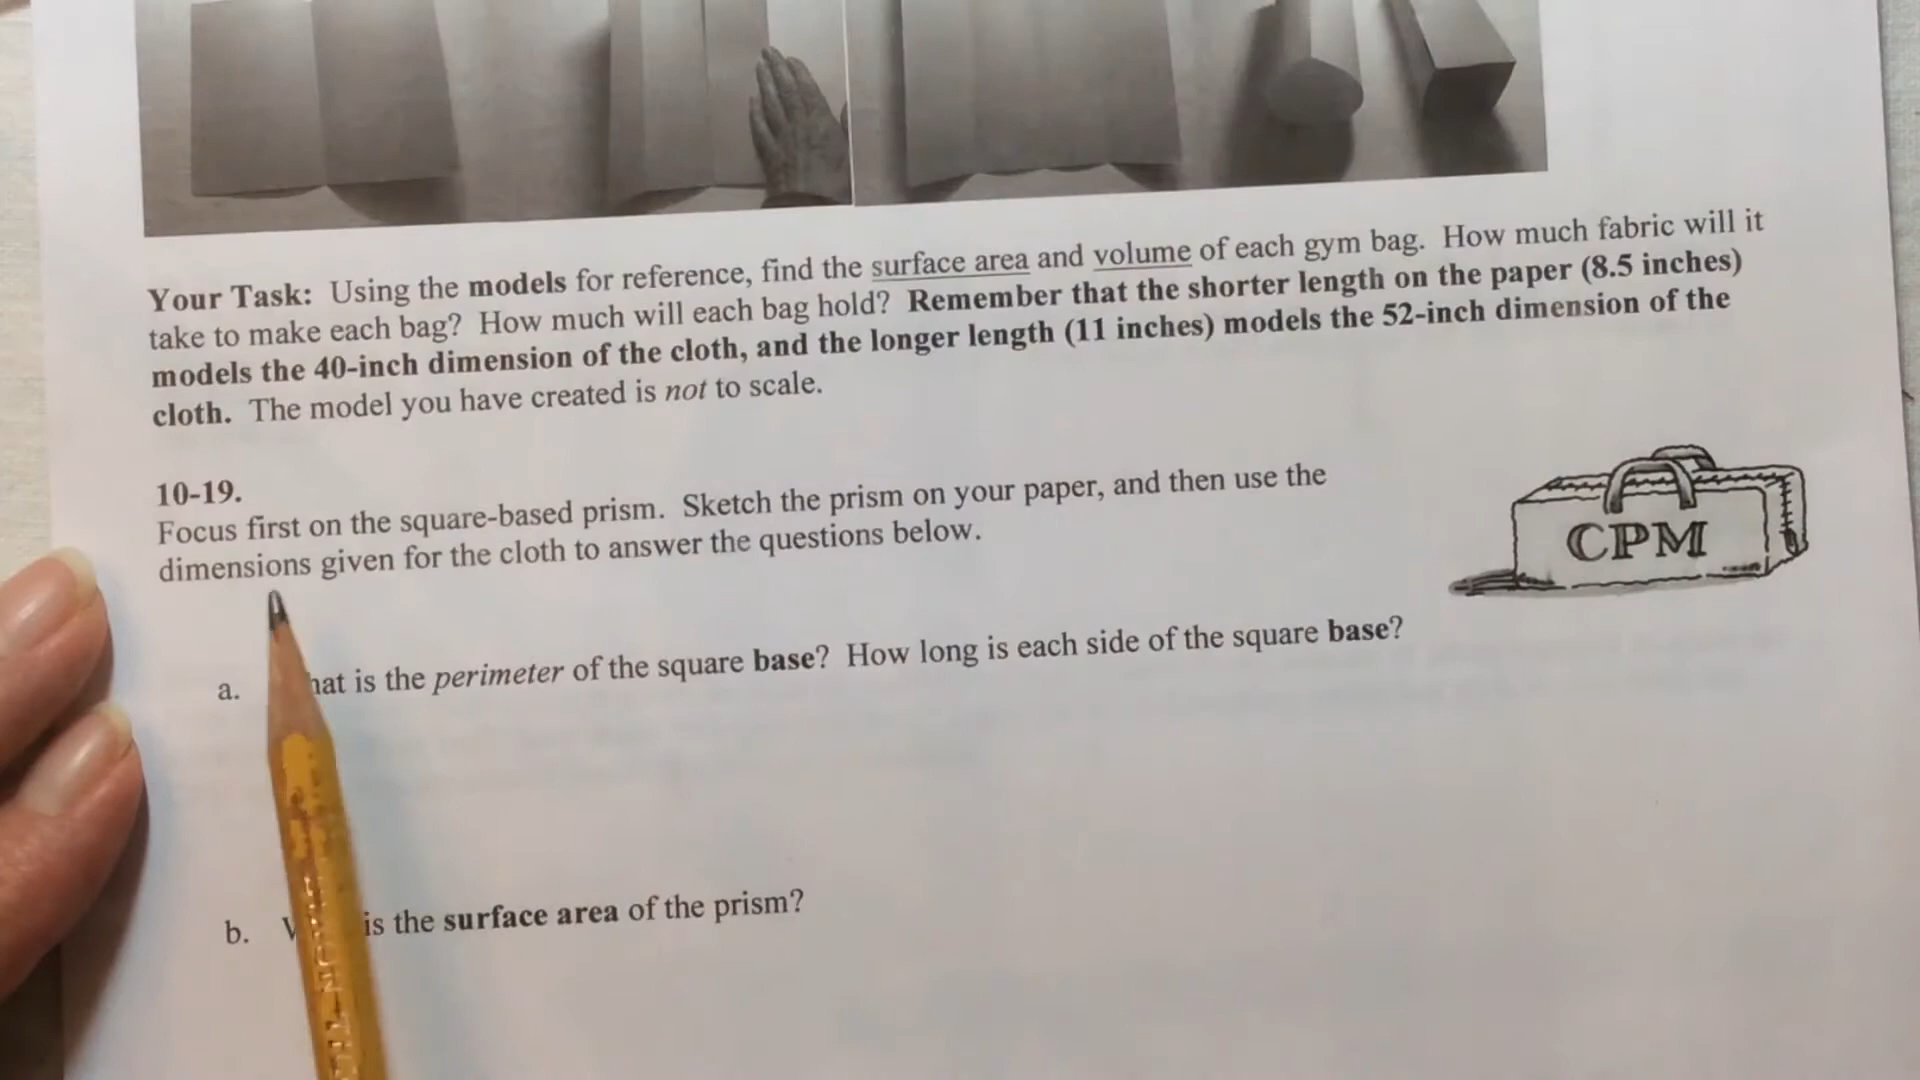 Your Task: Using the models for reference, find the surface area and volume of each gym bag. How much fabric will it
take to make each bag? How much will each bag hold? Remember that the shorter length on the paper (8.5 inches)
models the 40-inch dimension of the cloth, and the longer length (11 inches) models the 52-inch dimension of the
cloth. The model you have created is not to scale.
10-19.
Focus first on the square-based prism. Sketch the prism on your paper, and then use the
dimensions given for the cloth to answer the questions below.
CPM
a. hat is the perimeter of the square base? How long is each side of the square base?
b. is the surface area of the prism?